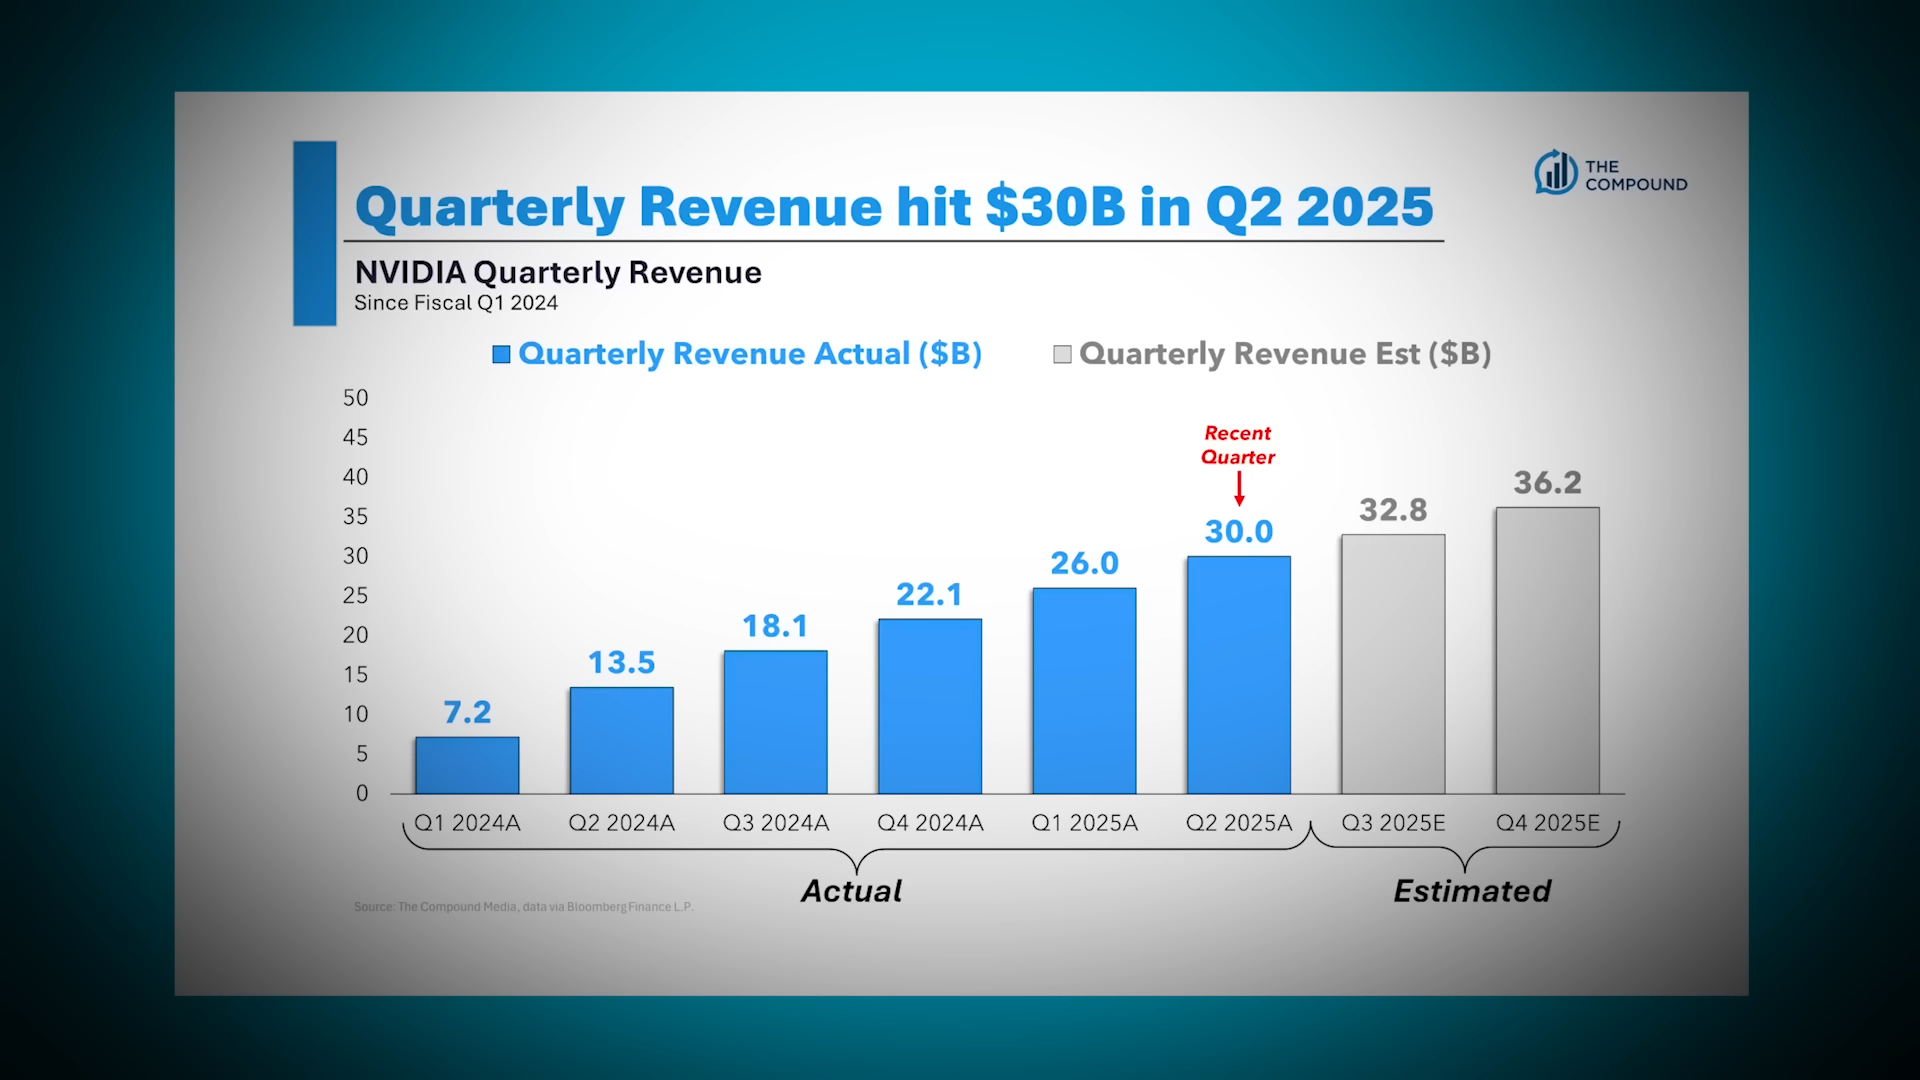 THE
COMPOUND
Quarterly Revenue hit $30B in Q2 2025
NVIDIA Quarterly Revenue
Since Fiscal Q1 2024
Quarterly Revenue Actual ($B)
Quarterly Revenue Est ($B)
50
45
40
35
30
25
20
15
10
5
0
Recent
Quarter
7.2
13.5
18.1
22.1
26.0
30.0
32.8
36.2
Q1 2024A
Q2 2024A
Q3 2024A
Q4 2024A
Q1 2025A
Q2 2025A
Q3 2025E
Q4 2025E
Actual
Estimated
Source: The Compound Media, data via Bloomberg Finance L.P.